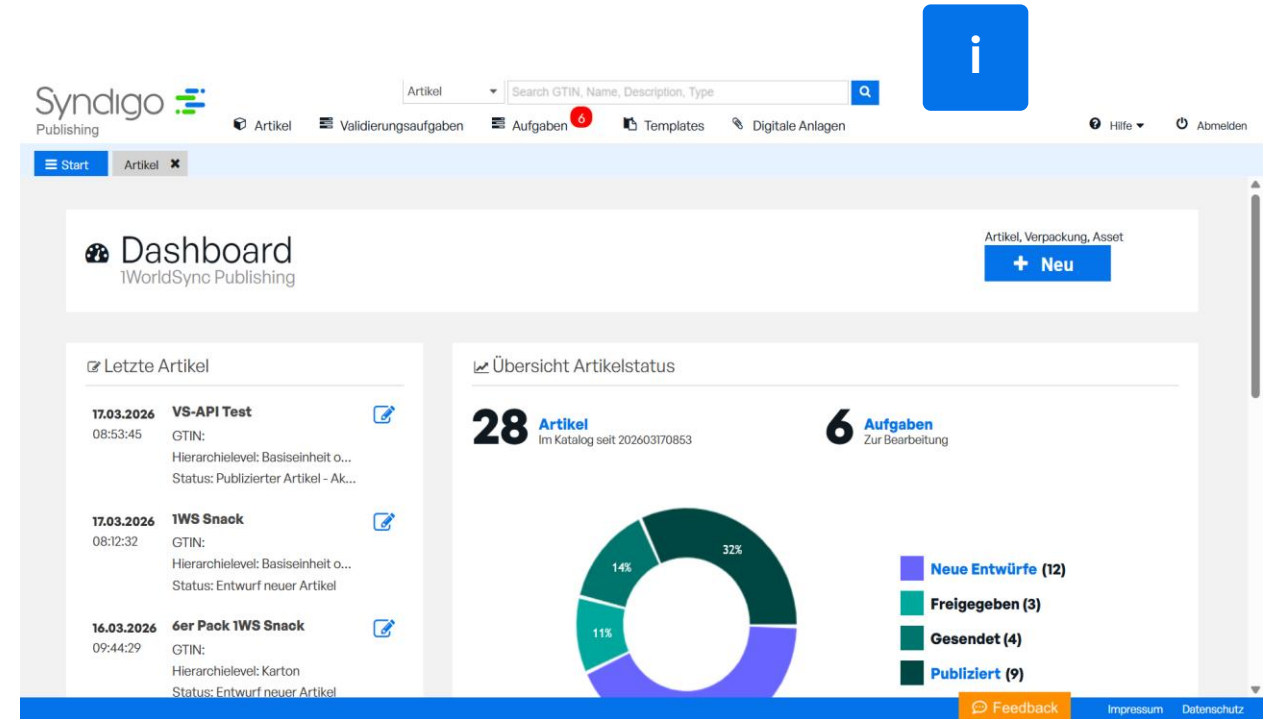 i
Syndigo
Publishing
Artikel
Search GTIN, Name, Description, Type
Artikel
Validierungsaufgaben
Aufgaben 6
Templates
Digitale Anlagen
Hilfe
Abmelden
Start
Artikel
Dashboard
1WorldSync Publishing
Artikel, Verpackung, Asset
Neu
Letzte Artikel
17.03.2026 VS-API Test
08:53:45 GTIN:
Hierarchielevel: Basiseinheit o...
Status: Publizierter Artikel - Ak...
17.03.2026 1WS Snack
08:12:32 GTIN:
Hierarchielevel: Basiseinheit o...
Status: Entwurf neuer Artikel
16.03.2026 6er Pack 1WS Snack
09:44:29 GTIN:
Hierarchielevel: Karton
Status: Entwurf neuer Artikel
Übersicht Artikelstatus
28 Artikel
Im Katalog seit 202603170853
6 Aufgaben
Zur Bearbeitung
32%
14%
11%
Neue Entwürfe (12)
Freigegeben (3)
Gesendet (4)
Publiziert (9)
Feedback
Impressum
Datenschutz